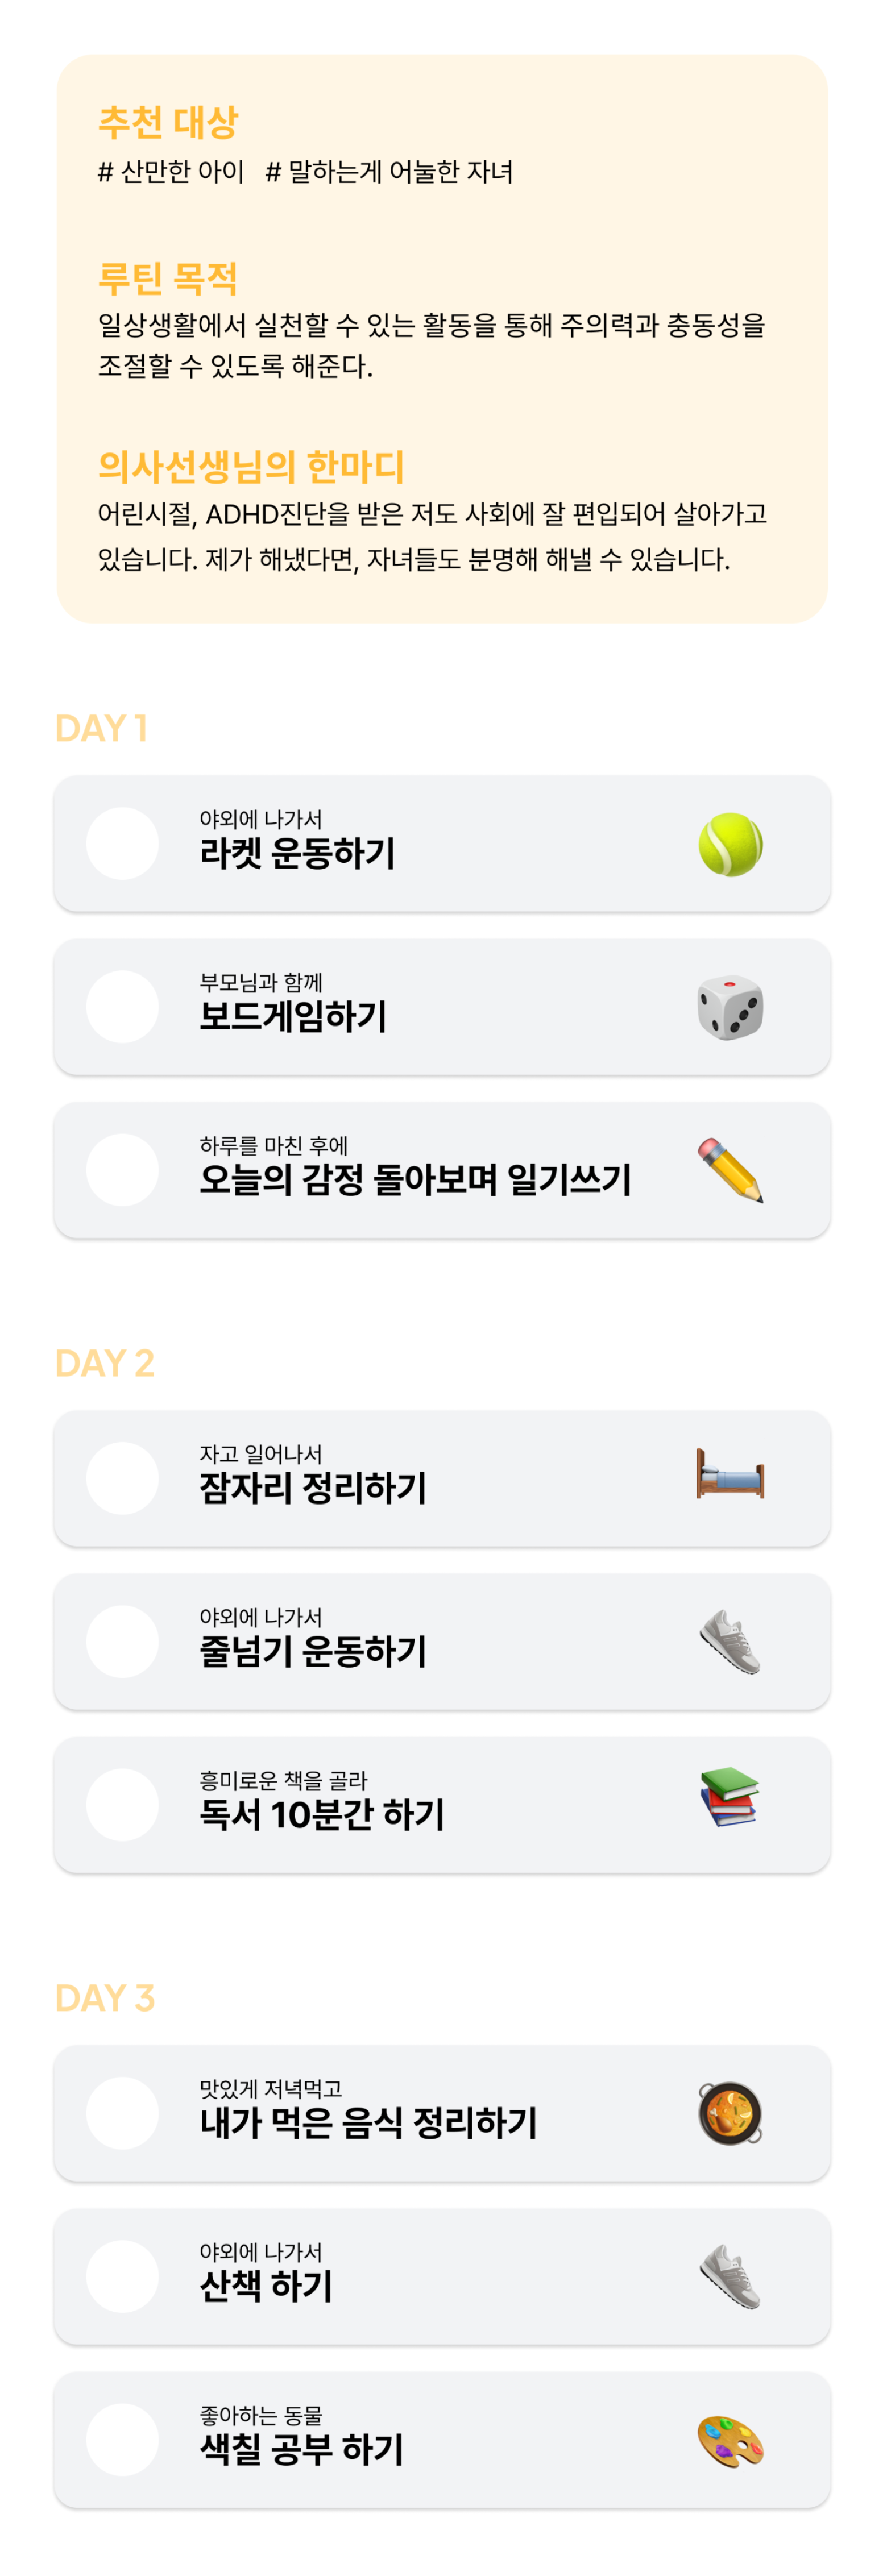 추천 대상
# 산만한 아이 # 말하는게 어눌한 자녀
루틴 목적
일상생활에서 실천할 수 있는 활동을 통해 주의력과 충동성을
조절할 수 있도록 해준다.
의사선생님의 한마디
어린시절, ADHD진단을 받은 저도 사회에 잘 편입되어 살아가고
있습니다. 제가 해냈다면, 자녀들도 분명해 해낼 수 있습니다.
DAY 1
야외에 나가서
라켓 운동하기
부모님과 함께
보드게임하기
하루를 마친 후에
오늘의 감정 돌아보며 일기쓰기
DAY 2
자고 일어나서
잠자리 정리하기
야외에 나가서
줄넘기 운동하기
흥미로운 책을 골라
독서 10분간 하기
DAY 3
맛있게 저녁먹고
내가 먹은 음식 정리하기
야외에 나가서
산책 하기
좋아하는 동물
색칠 공부 하기